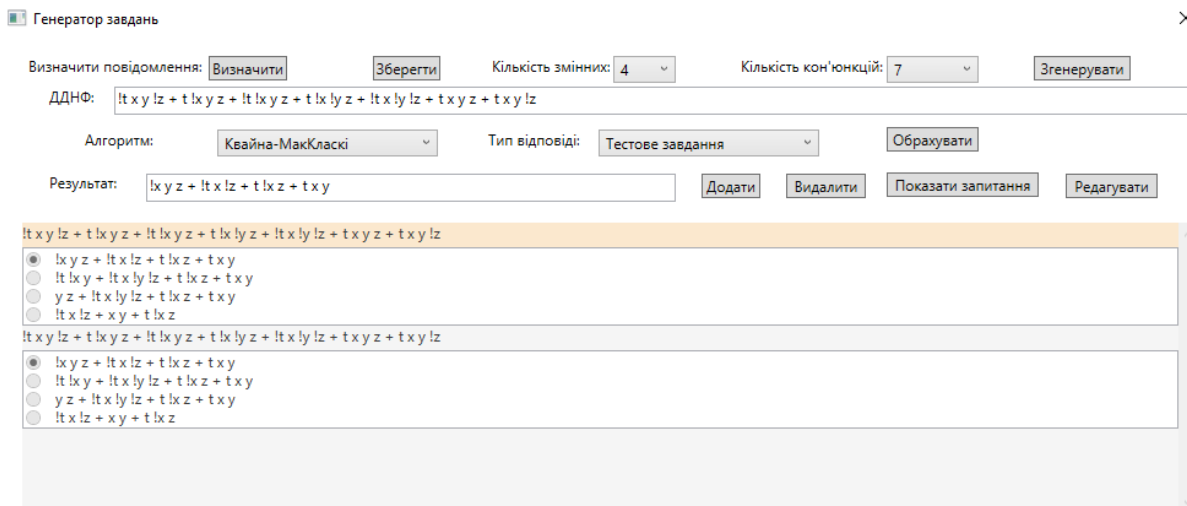 Генератор завдань
Визначити повідомлення: Визначити Зберегти Кількість змінних: 4 Кількість кон'юнкцій: 7 Згенерувати
ДДНФ: !t x y !z + t !x y z + !t !x y z + t !x !y z + !t x !y !z + t x y z + t x y !z
Алгоритм: Квайна-МакКласкі Тип відповіді: Тестове завдання Обрахувати
Результат: !x y z + !t x !z + t !x z + t x y Додати Видалити Показати запитання Редагувати
!t x y !z + t !x y z + !t !x y z + t !x !y z + !t x !y !z + t x y z + t x y !z
!x y z + !t x !z + t !x z + t x y
!t !x y + !t x !y !z + t !x z + t x y
y z + !t x !y !z + t !x z + t x y
!t x !z + x y + t !x z
!t x y !z + t !x y z + !t !x y z + t !x !y z + !t x !y !z + t x y z + t x y !z
!x y z + !t x !z + t !x z + t x y
!t !x y + !t x !y !z + t !x z + t x y
y z + !t x !y !z + t !x z + t x y
!t x !z + x y + t !x z